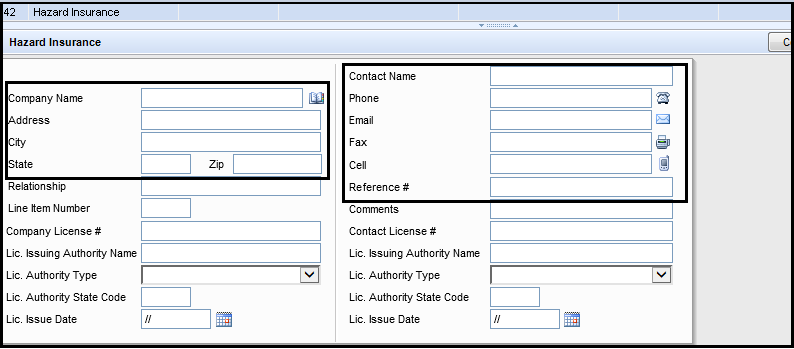 42 Hazard Insurance
Hazard Insurance
Company Name
Address
City
State Zip
Relationship
Line Item Number
Company License #
Lic. Issuing Authority Name
Lic. Authority Type
Lic. Authority State Code
Lic. Issue Date //
Contact Name
Phone
Email
Fax
Cell
Reference #
Comments
Contact License #
Lic. Issuing Authority Name
Lic. Authority Type
Lic. Authority State Code
Lic. Issue Date //